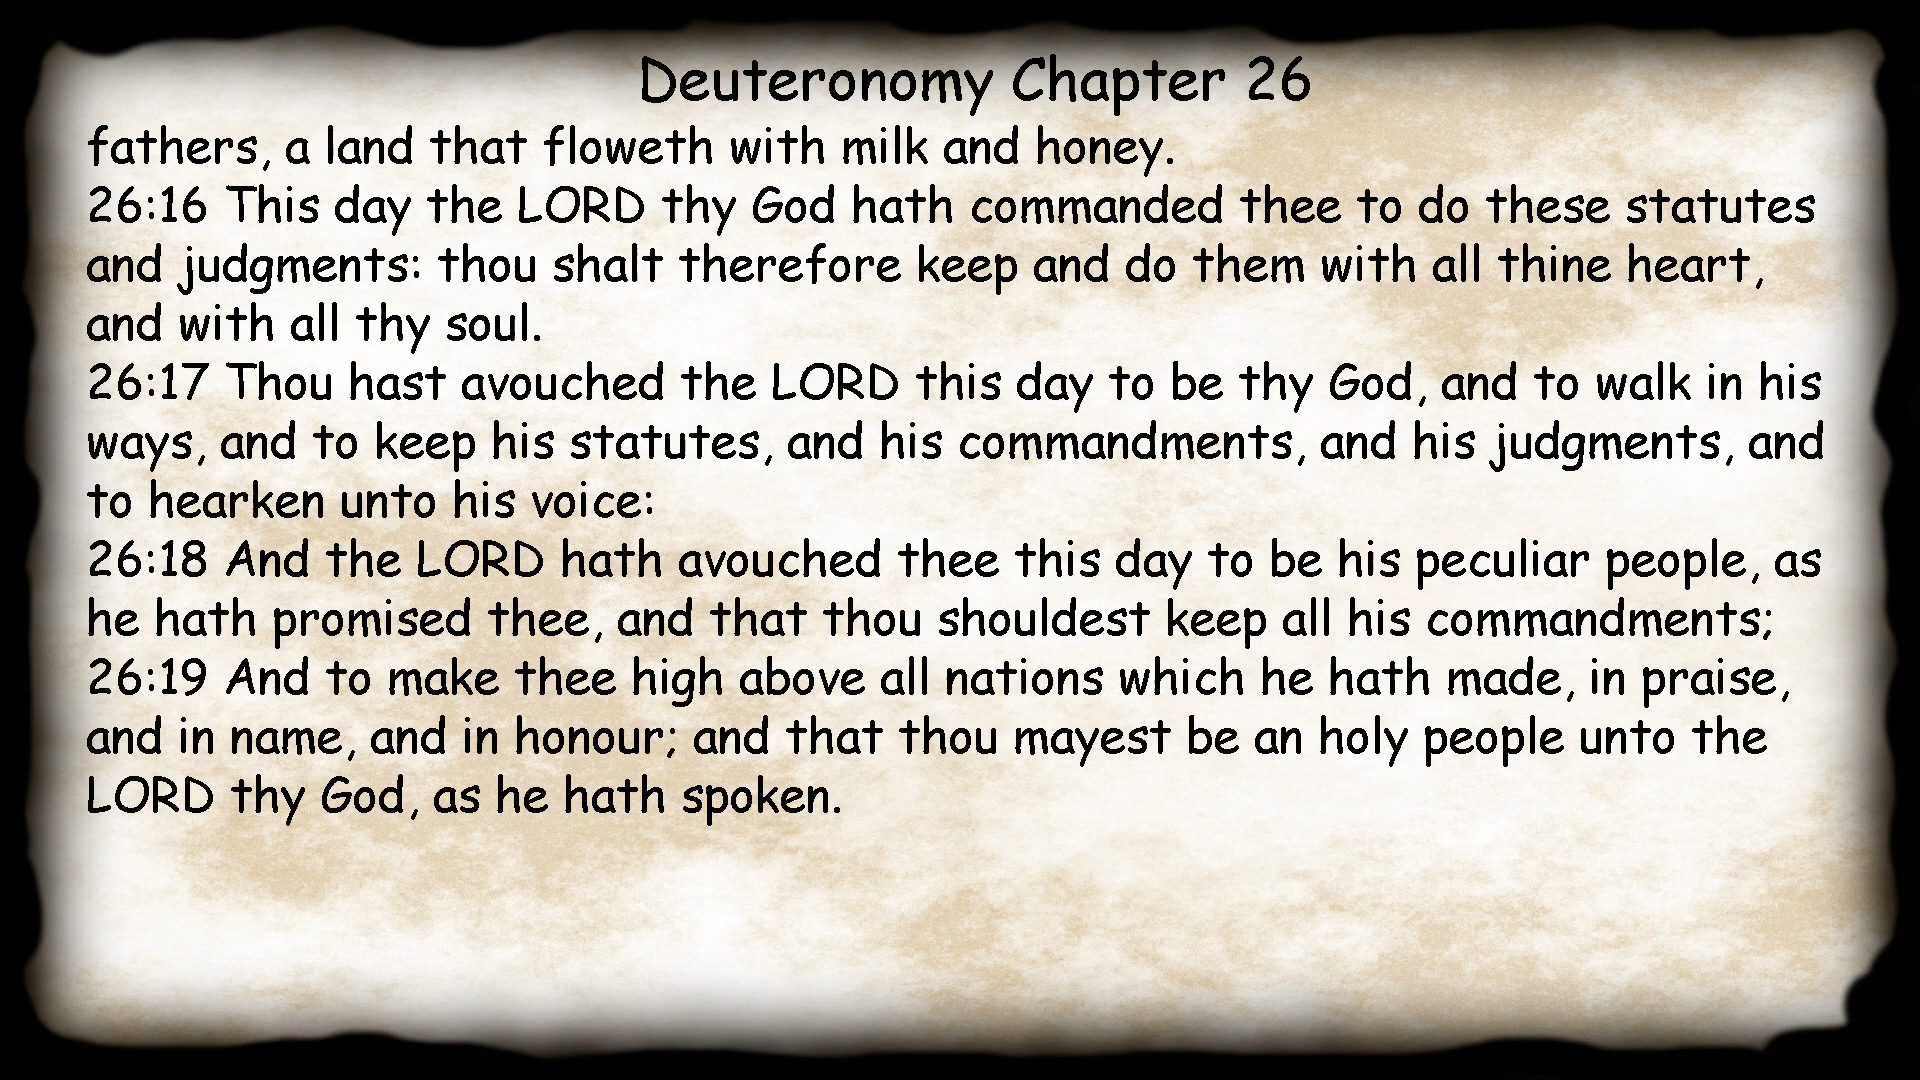 Deuteronomy Chapter 26
fathers, a land that floweth with milk and honey.
26:16 This day the LORD thy God hath commanded thee to do these statutes
and judgments: thou shalt therefore keep and do them with all thine heart,
and with all thy soul.
26:17 Thou hast avouched the LORD this day to be thy God, and to walk in his
ways, and to keep his statutes, and his commandments, and his judgments, and
to hearken unto his voice:
26:18 And the LORD hath avouched thee this day to be his peculiar people, as
he hath promised thee, and that thou shouldest keep all his commandments;
26:19 And to make thee high above all nations which he hath made, in praise,
and in name, and in honour; and that thou mayest be an holy people unto the
LORD thy God, as he hath spoken.